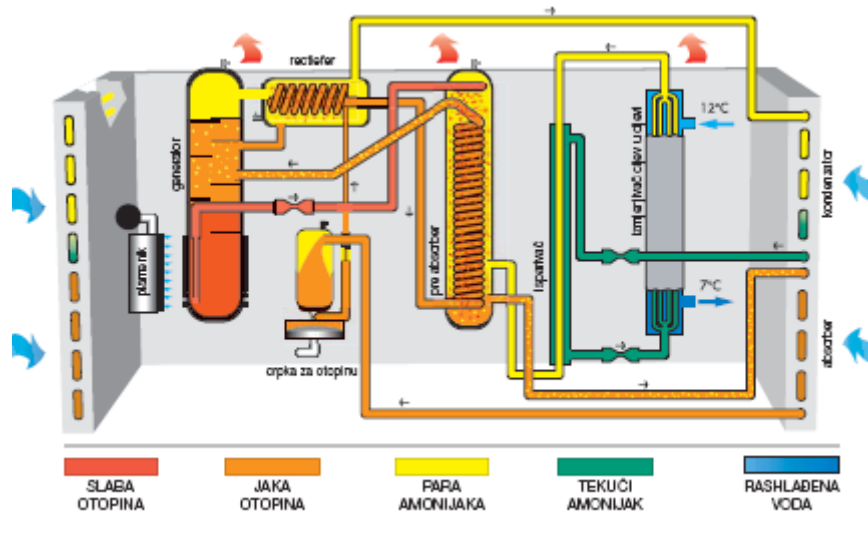 rectiefer
12°C
generator
Izmjenjivač cijev u cijevi
kondenzator
plamenik
pre absorber
Isparivač
7°C
absorber
crpka za otopinu
SLABA
OTOPINA
JAKA
OTOPINA
PARA
AMONIJAKA
TEKUĆI
AMONIJAK
RASHLAĐENA
VODA